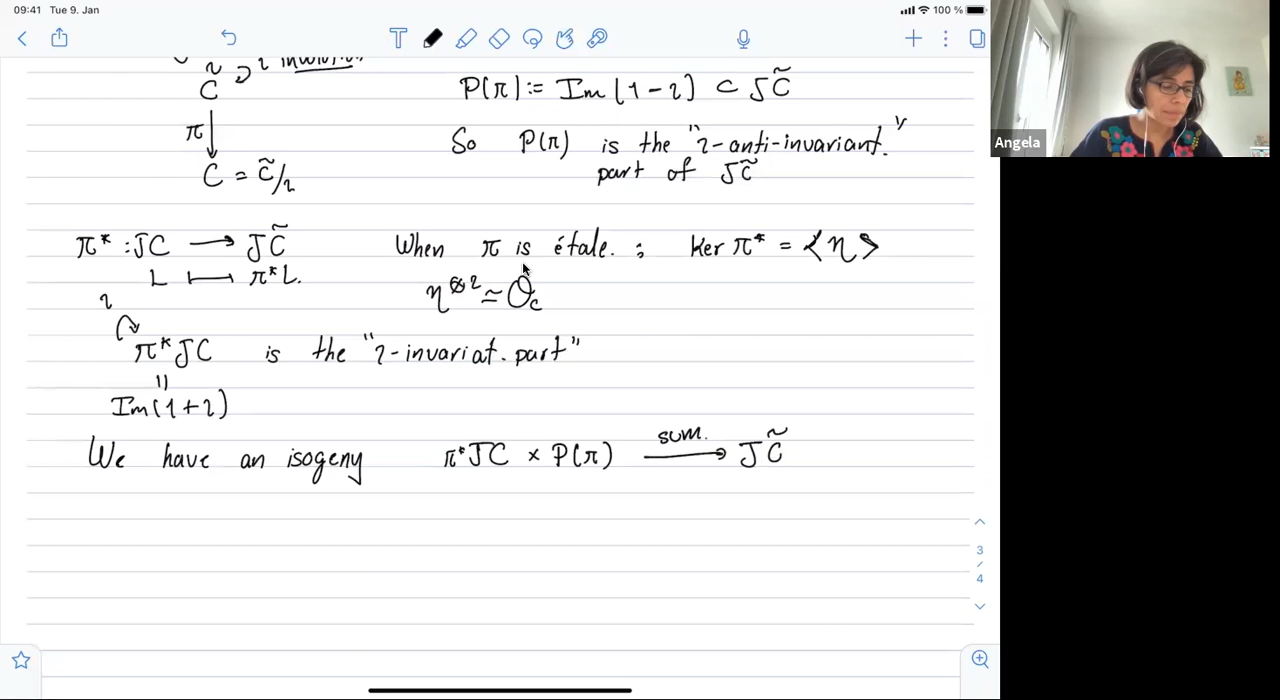 09:41 Tue 9. Jan
100 %
C̃ ↺ ι involution
P(π) := Im (1-ι) ⊂ JC̃
π ↓
So P(π) is the "ι-anti-invariant"
C = C̃/ι
part of JC̃
Angela
π* : JC → JC̃
When π is étale : Ker π* = <η>
L ↦ π*L.
η⊗2 ≃ O_C
ι
π*JC is the "ι-invariat. part"
=
Im(1+ι)
We have an isogeny π*JC × P(π) sum. → JC̃
3
/
4